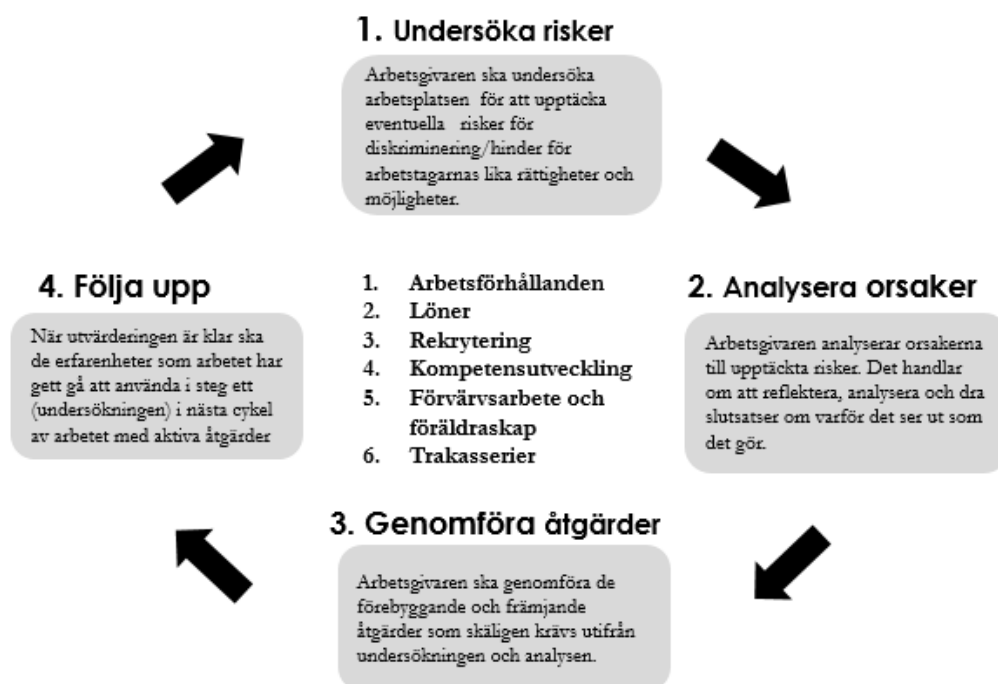 1. Undersöka risker
Arbetsgivaren ska undersöka
arbetsplatsen för att upptäcka
eventuella risker för
diskriminering/hinder för
arbetstagarnas lika rättigheter och
möjligheter.
2. Analysera orsaker
Arbetsgivaren analyserar orsakerna
till upptäckta risker. Det handlar
om att reflektera, analysera och dra
slutsatser om varför det ser ut som
det gör.
3. Genomföra åtgärder
Arbetsgivaren ska genomföra de
förebyggande och främjande
åtgärder som skäligen krävs utifrån
undersökningen och analysen.
4. Följa upp
När utvärderingen är klar ska
de erfarenheter som arbetet har
gett gå att använda i steg ett
(undersökningen) i nästa cykel
av arbetet med aktiva åtgärder
1. Arbetsförhållanden
2. Löner
3. Rekrytering
4. Kompetensutveckling
5. Förvärvsarbete och
föräldraskap
6. Trakasserier